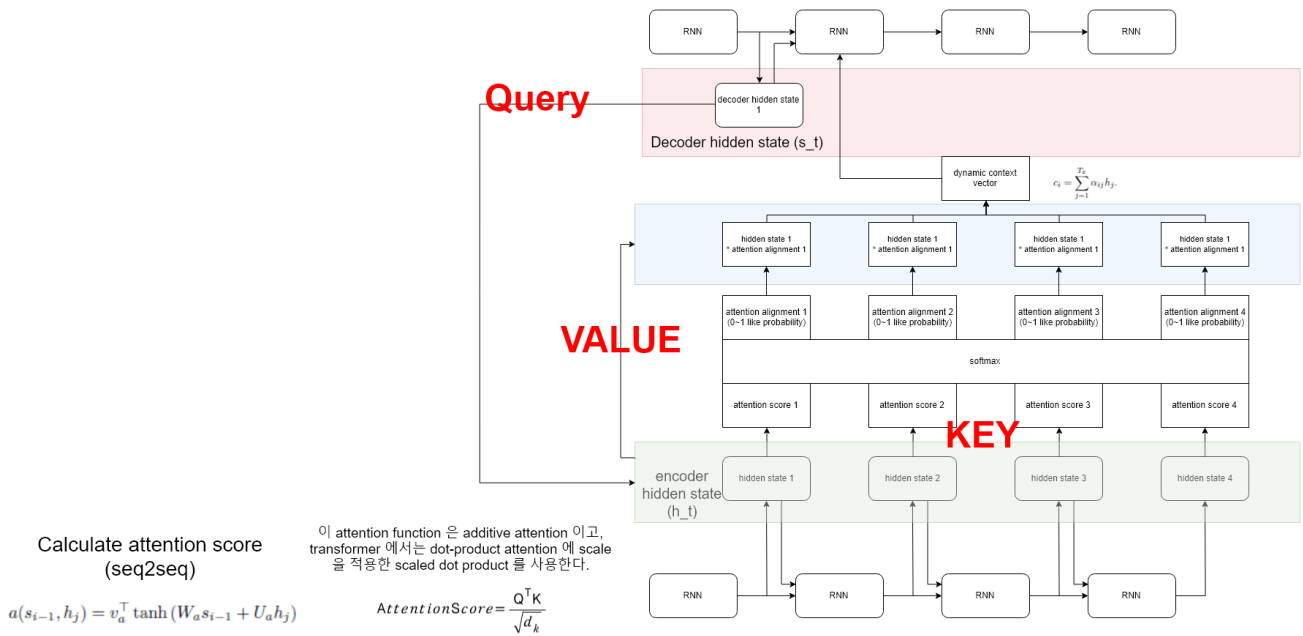 RNN
RNN
RNN
RNN
Query
decoder hidden state
1
Decoder hidden state (s_t)
dynamic context
vector
c_i = \sum_{j=1}^{T_x} α_{ij} h_j.
hidden state 1
* attention alignment 1
hidden state 1
* attention alignment 1
hidden state 1
* attention alignment 1
hidden state 1
* attention alignment 1
attention alignment 1
(0~1 like probability)
attention alignment 2
(0~1 like probability)
attention alignment 3
(0~1 like probability)
attention alignment 4
(0~1 like probability)
VALUE
softmax
attention score 1
attention score 2
attention score 3
attention score 4
KEY
encoder
hidden state
(h_t)
hidden state 1
hidden state 2
hidden state 3
hidden state 4
Calculate attention score
(seq2seq)
a(s_{i-1}, h_j) = v_a^⊤ tanh (W_a s_{i-1} + U_a h_j)
이 attention function 은 additive attention 이고,
transformer 에서는 dot-product attention 에 scale
을 적용한 scaled dot product 를 사용한다.
AttentionScore = \frac{Q^T K}{\sqrt{d_k}}
RNN
RNN
RNN
RNN